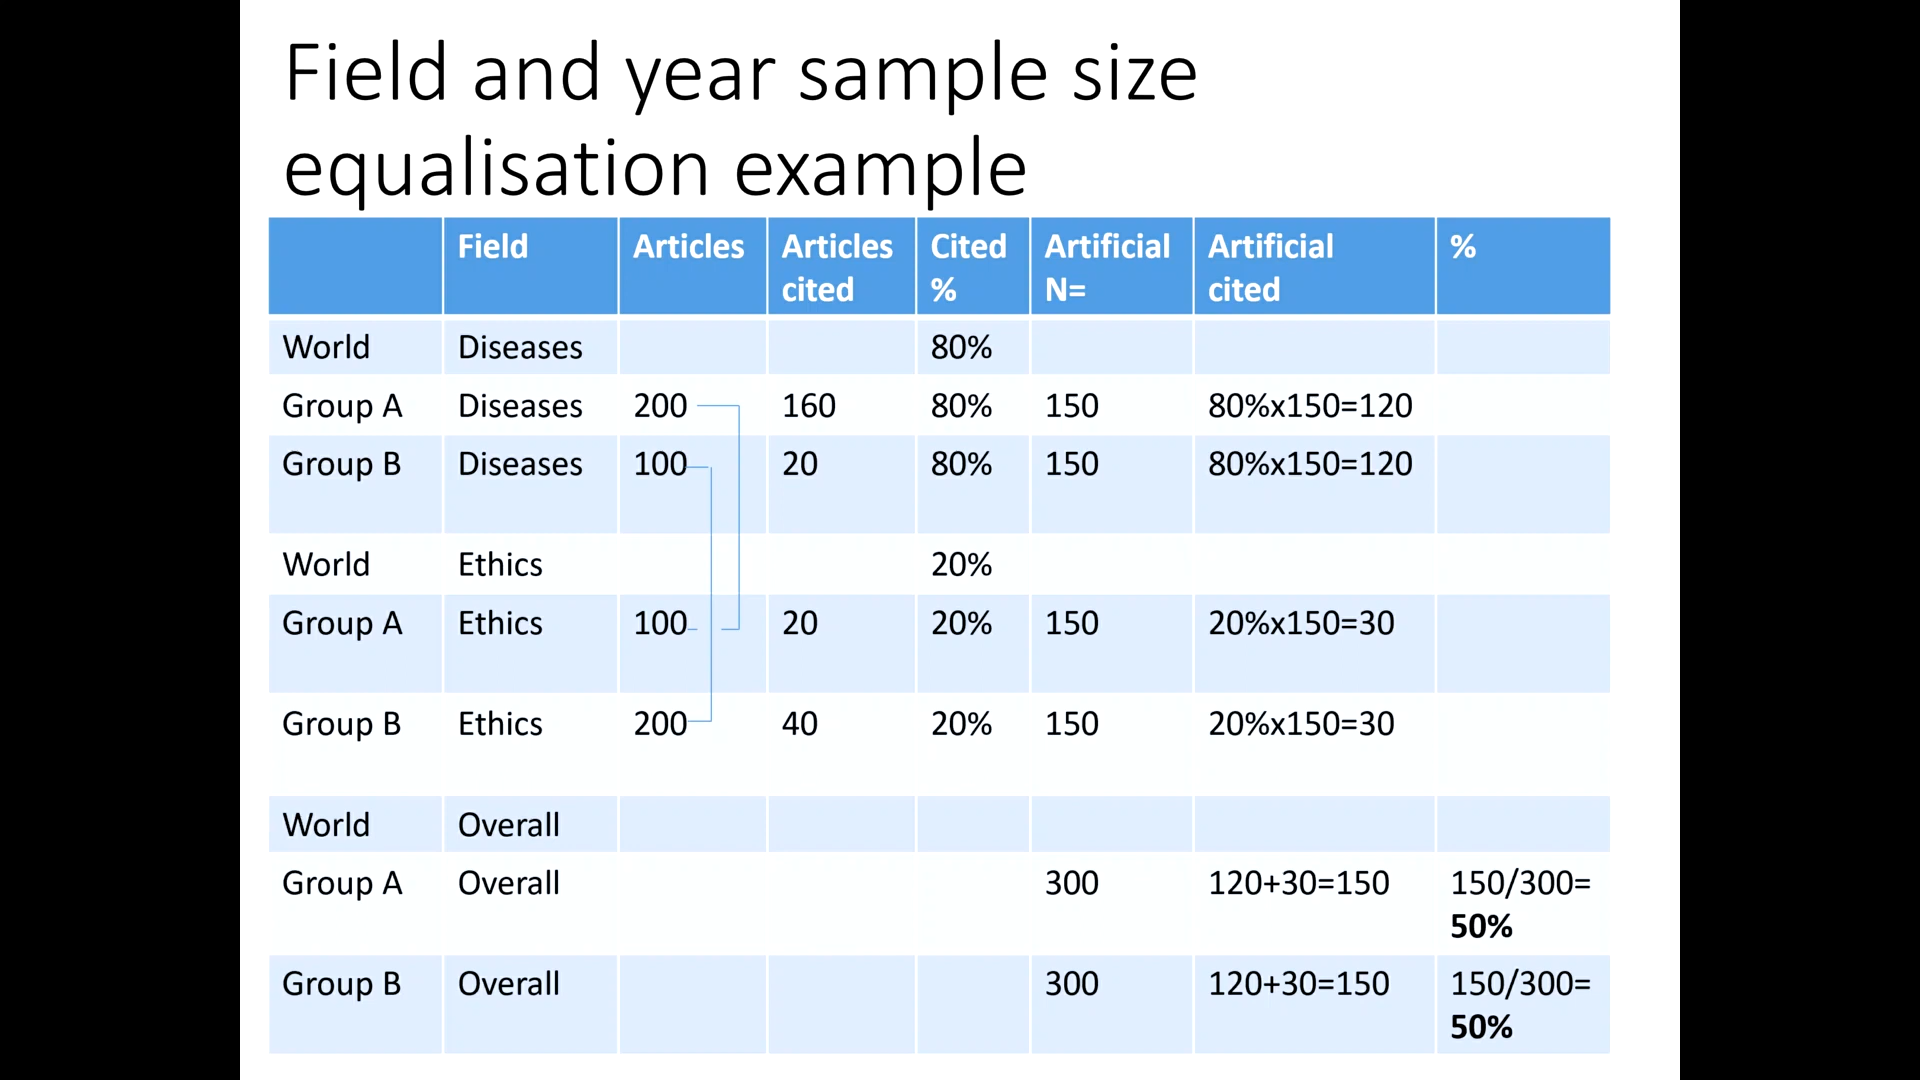 Field and year sample size
equalisation example
Field Articles Articles cited Cited % Artificial N= Artificial cited %
World Diseases 80%
Group A Diseases 200 160 80% 150 80%x150=120
Group B Diseases 100 20 80% 150 80%x150=120
World Ethics 20%
Group A Ethics 100 20 20% 150 20%x150=30
Group B Ethics 200 40 20% 150 20%x150=30
World Overall
Group A Overall 300 120+30=150 150/300= 50%
Group B Overall 300 120+30=150 150/300= 50%